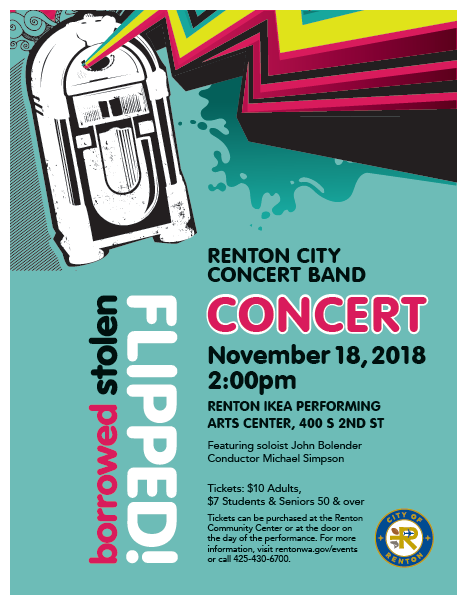 RENTON CITY
CONCERT BAND
CONCERT
November 18, 2018
2:00pm
RENTON IKEA PERFORMING
ARTS CENTER, 400 S 2ND ST
Featuring soloist John Bolender
Conductor Michael Simpson
Tickets: $10 Adults,
$7 Students & Seniors 50 & over
Tickets can be purchased at the Renton
Community Center or at the door on
the day of the performance. For more
information, visit rentonwa.gov/events
or call 425-430-6700.
borrowed stolen
FLIPPED!
CITY OF
R
RENTON